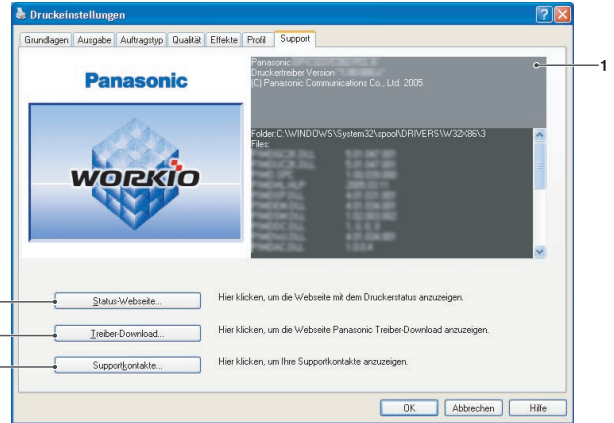 Druckeinstellungen
Grundlagen Ausgabe Auftragstyp Qualität Effekte Profil Support
Panasonic
WORKiO
Panasonic
Druckertreiber Version
(C) Panasonic Communications Co., Ltd. 2005
1
Folder:C:\WINDOWS\System32\spool\DRIVERS\W32X86\3
Files:
Status-Webseite...
Hier klicken, um die Webseite mit dem Druckerstatus anzuzeigen.
Treiber-Download...
Hier klicken, um die Webseite Panasonic Treiber-Download anzuzeigen.
Supportkontakte...
Hier klicken, um Ihre Supportkontakte anzuzeigen.
OK Abbrechen Hilfe